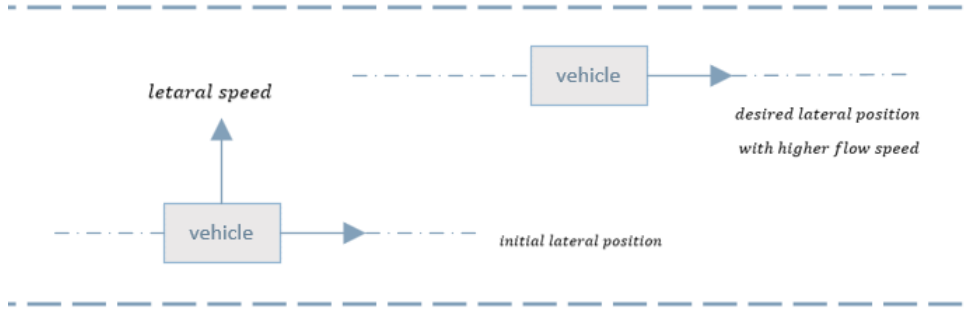 vehicle
letaral speed
desired lateral position
with higher flow speed
vehicle
initial lateral position